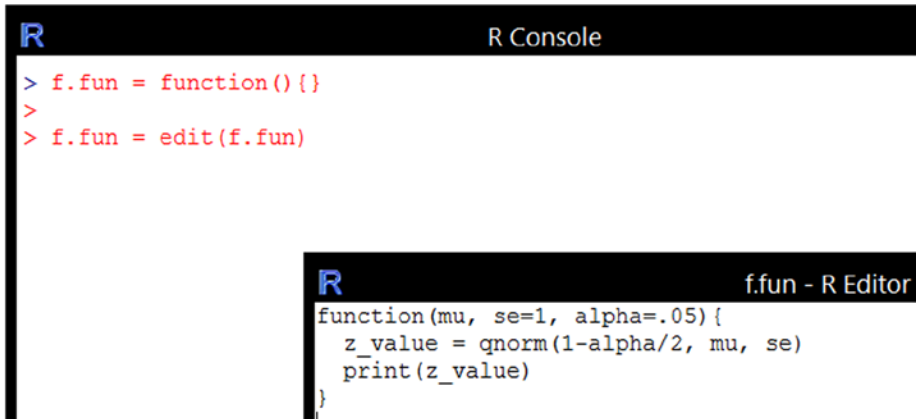 R Console
> f.fun = function(){}
>
> f.fun = edit(f.fun)
f.fun - R Editor
function(mu, se=1, alpha=.05){
  z_value = qnorm(1-alpha/2, mu, se)
  print(z_value)
}